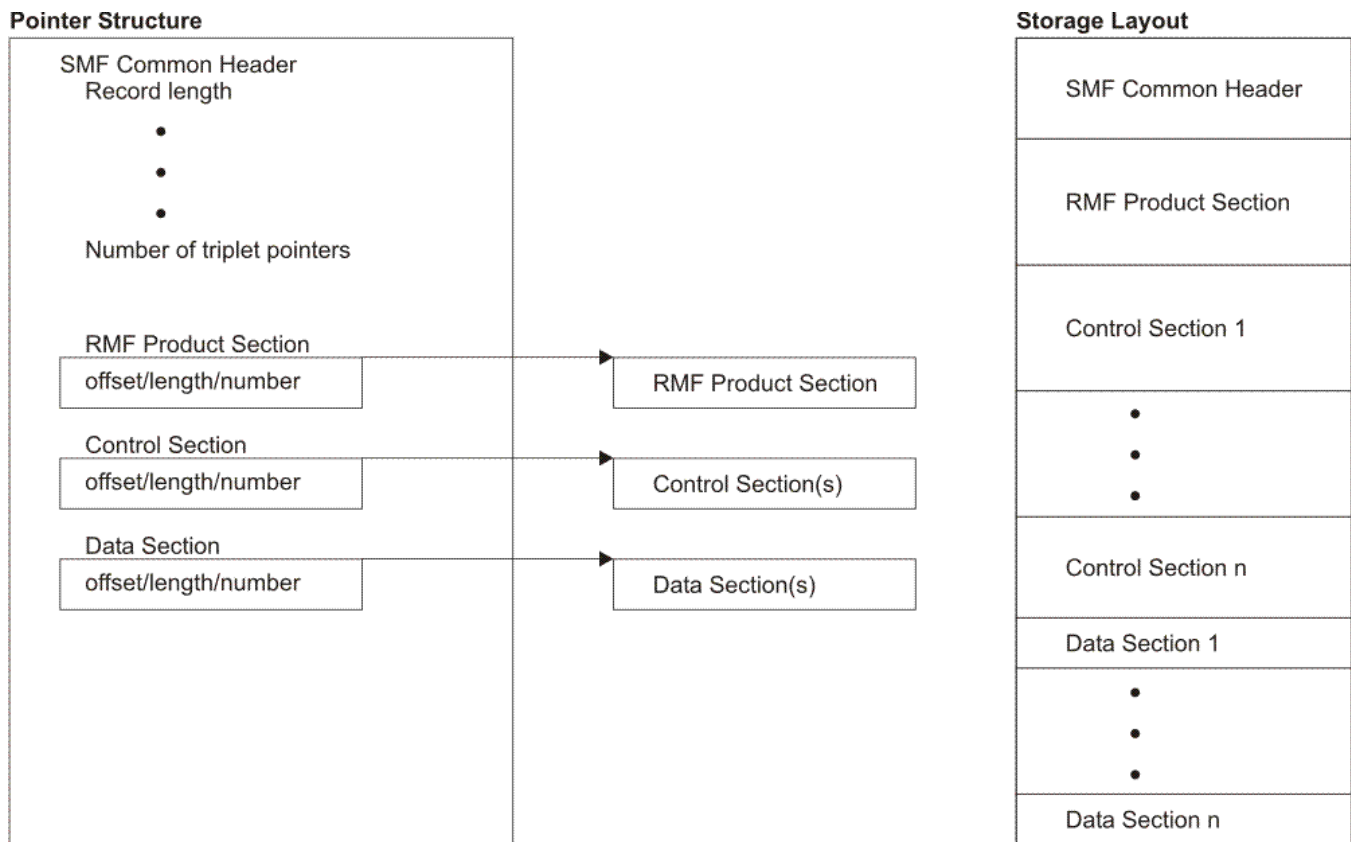 Pointer Structure
SMF Common Header
Record length
Number of triplet pointers
RMF Product Section
offset/length/number
RMF Product Section
Control Section
offset/length/number
Control Section(s)
Data Section
offset/length/number
Data Section(s)
Storage Layout
SMF Common Header
RMF Product Section
Control Section 1
Control Section n
Data Section 1
Data Section n